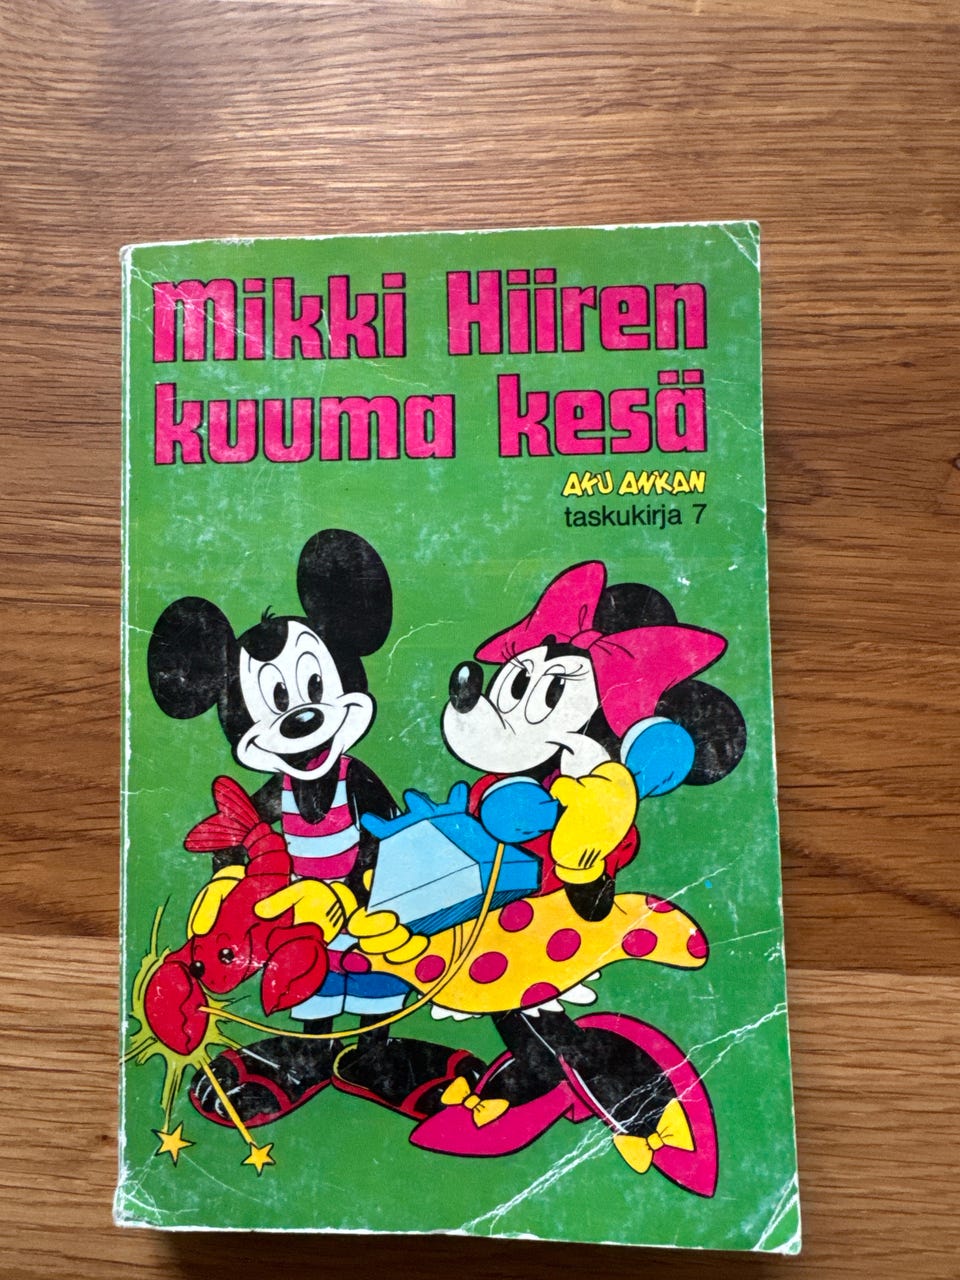 Mikki Hiiren
kuuma kesä
AKU ANKAN
taskukirja 7